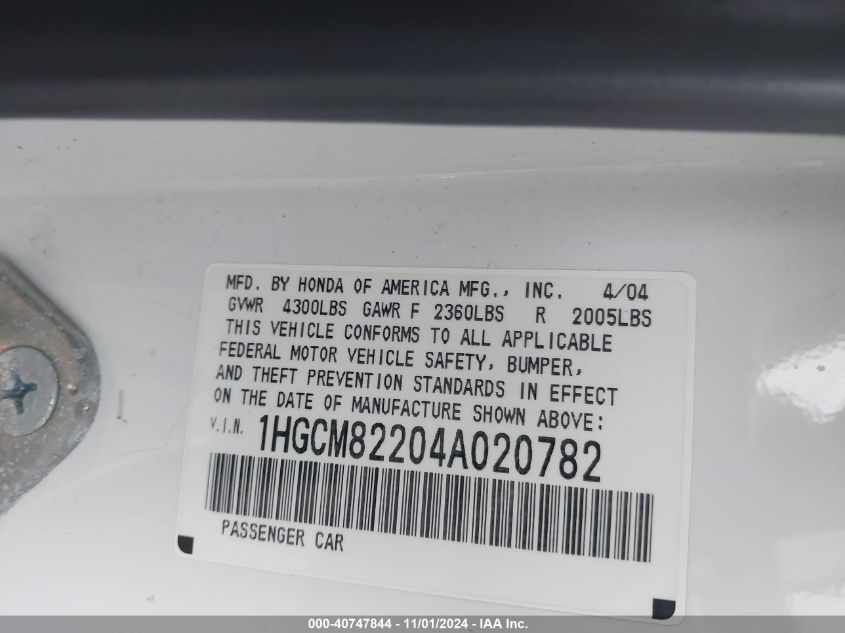 MFD. BY HONDA OF AMERICA MFG., INC. 4/04
GVWR 4300LBS GAWR F 2360LBS R 2005LBS
THIS VEHICLE CONFORMS TO ALL APPLICABLE
FEDERAL MOTOR VEHICLE SAFETY, BUMPER,
AND THEFT PREVENTION STANDARDS IN EFFECT
ON THE DATE OF MANUFACTURE SHOWN ABOVE:
V.I.N. 1HGCM82204A020782
PASSENGER CAR
000-40747844 - 11/01/2024 - IAA Inc.